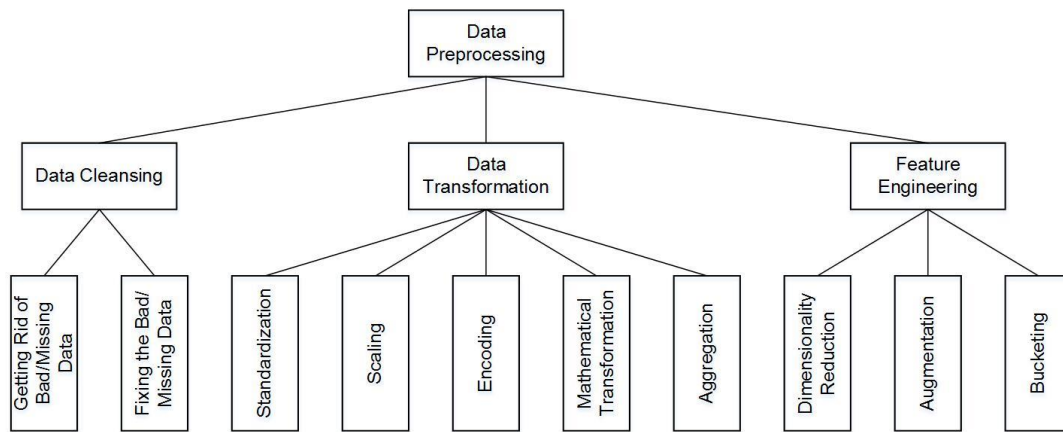 Data
Preprocessing
Data Cleansing
Data
Transformation
Feature
Engineering
Getting Rid of
Bad/Missing
Data
Fixing the Bad/
Missing Data
Standardization
Scaling
Encoding
Mathematical
Transformation
Aggregation
Dimensionality
Reduction
Augmentation
Bucketing